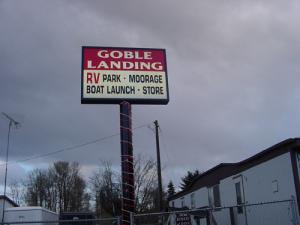 GOBLE
LANDING
RV PARK · MOORAGE
BOAT LAUNCH · STORE